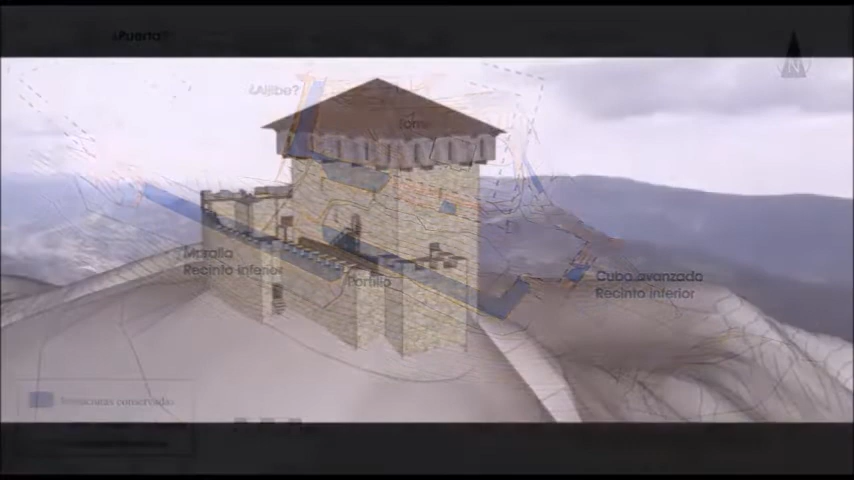 ¿Puerta?
¿Aljibe?
Torre
Muralla
Recinto inferior
Portillo
Cubo avanzado
Recinto inferior
Estructuras conservadas
N